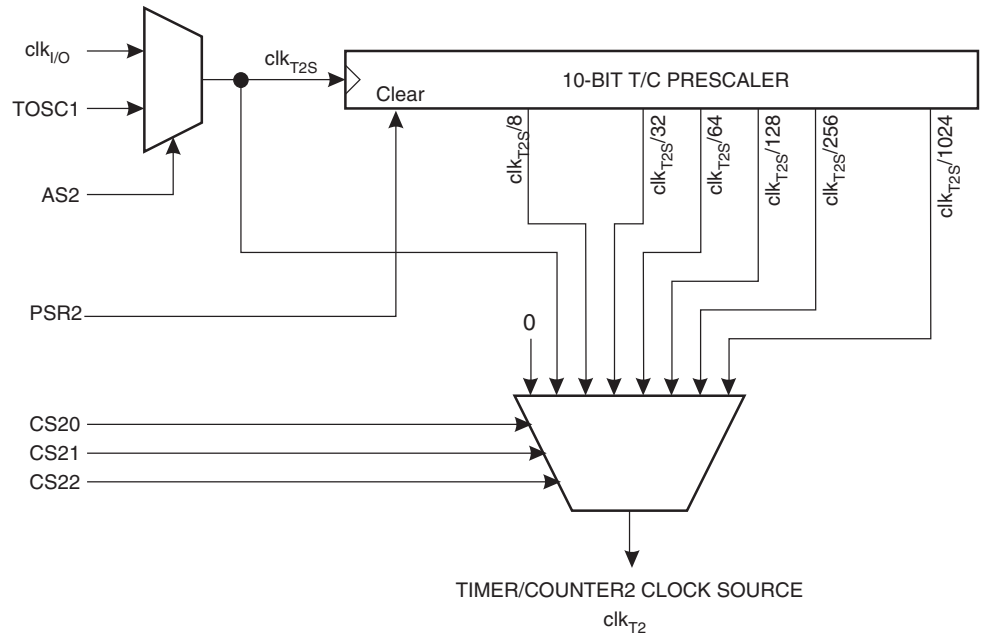 clkI/O
TOSC1
AS2
PSR2
clkT2S
10-BIT T/C PRESCALER
Clear
clkT2S/8
clkT2S/32
clkT2S/64
clkT2S/128
clkT2S/256
clkT2S/1024
0
CS20
CS21
CS22
TIMER/COUNTER2 CLOCK SOURCE
clkT2